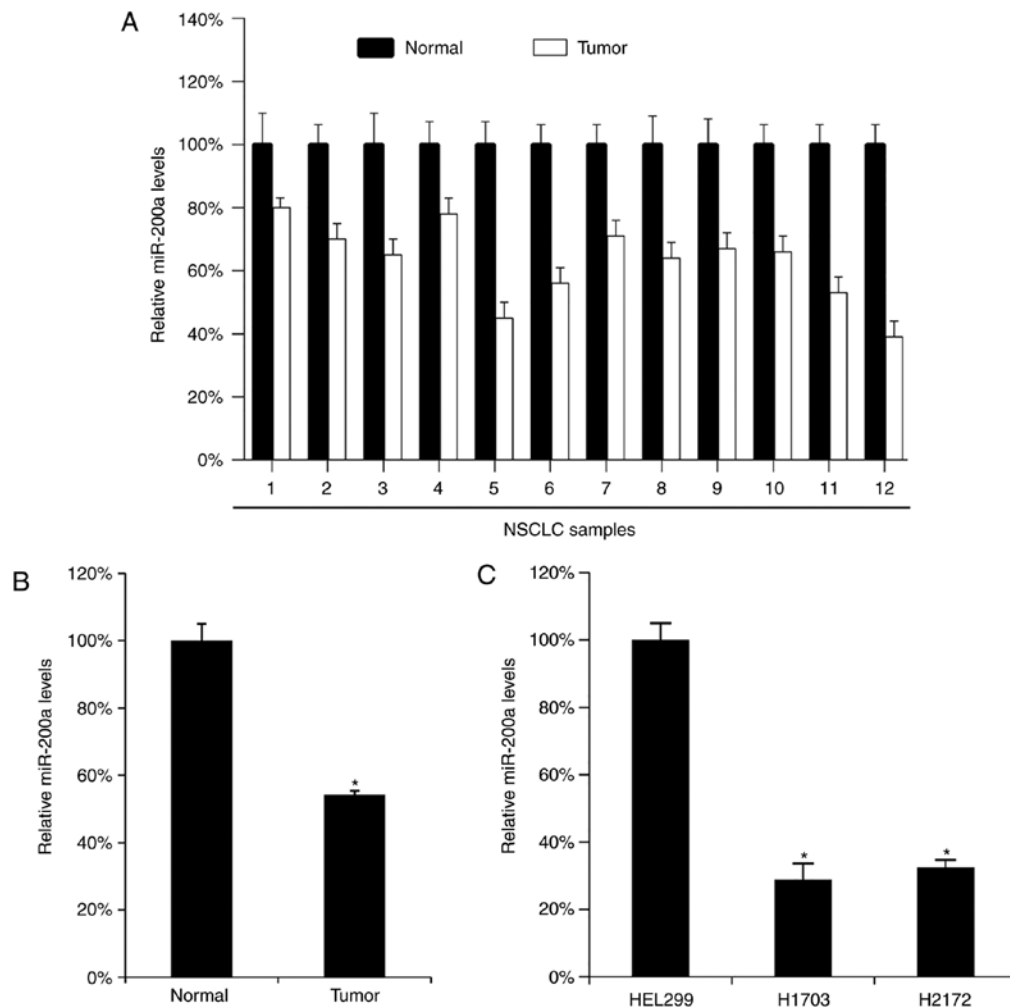 A
140%
120%
100%
80%
60%
40%
20%
0%
Relative miR-200a levels
Normal
Tumor
1 2 3 4 5 6 7 8 9 10 11 12
NSCLC samples
B
120%
100%
80%
60%
40%
20%
0%
Relative miR-200a levels
*
Normal Tumor
C
120%
100%
80%
60%
40%
20%
0%
Relative miR-200a levels
* *
HEL299 H1703 H2172